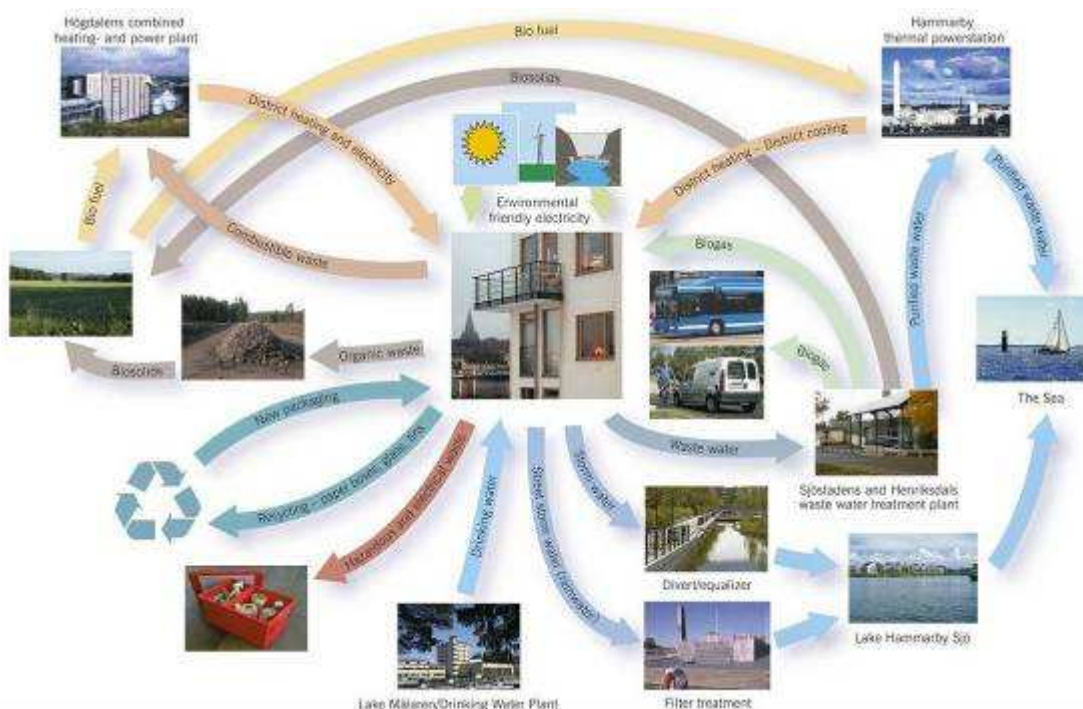 Högdalens combined
heating- and power plant
Bio fuel
Hammarby
thermal powerstation
Biosolids
District heating and electricity
District heating – District cooling
Purified waste water
Environmental
friendly electricity
Bio fuel
Combustible waste
Biogas
Purified waste water
Organic waste
Biogas
Biosolids
The Sea
New packaging
Waste water
Sjöstadens and Henriksdals
waste water treatment plant
Recycling – paper boxes, glass, etc
Hazardous and electrical waste
Drinking water
Street storm water (rainwater)
Storm water
Divert/equalizer
Lake Hammarby Sjö
Lake Mälaren/Drinking Water Plant
Filter treatment